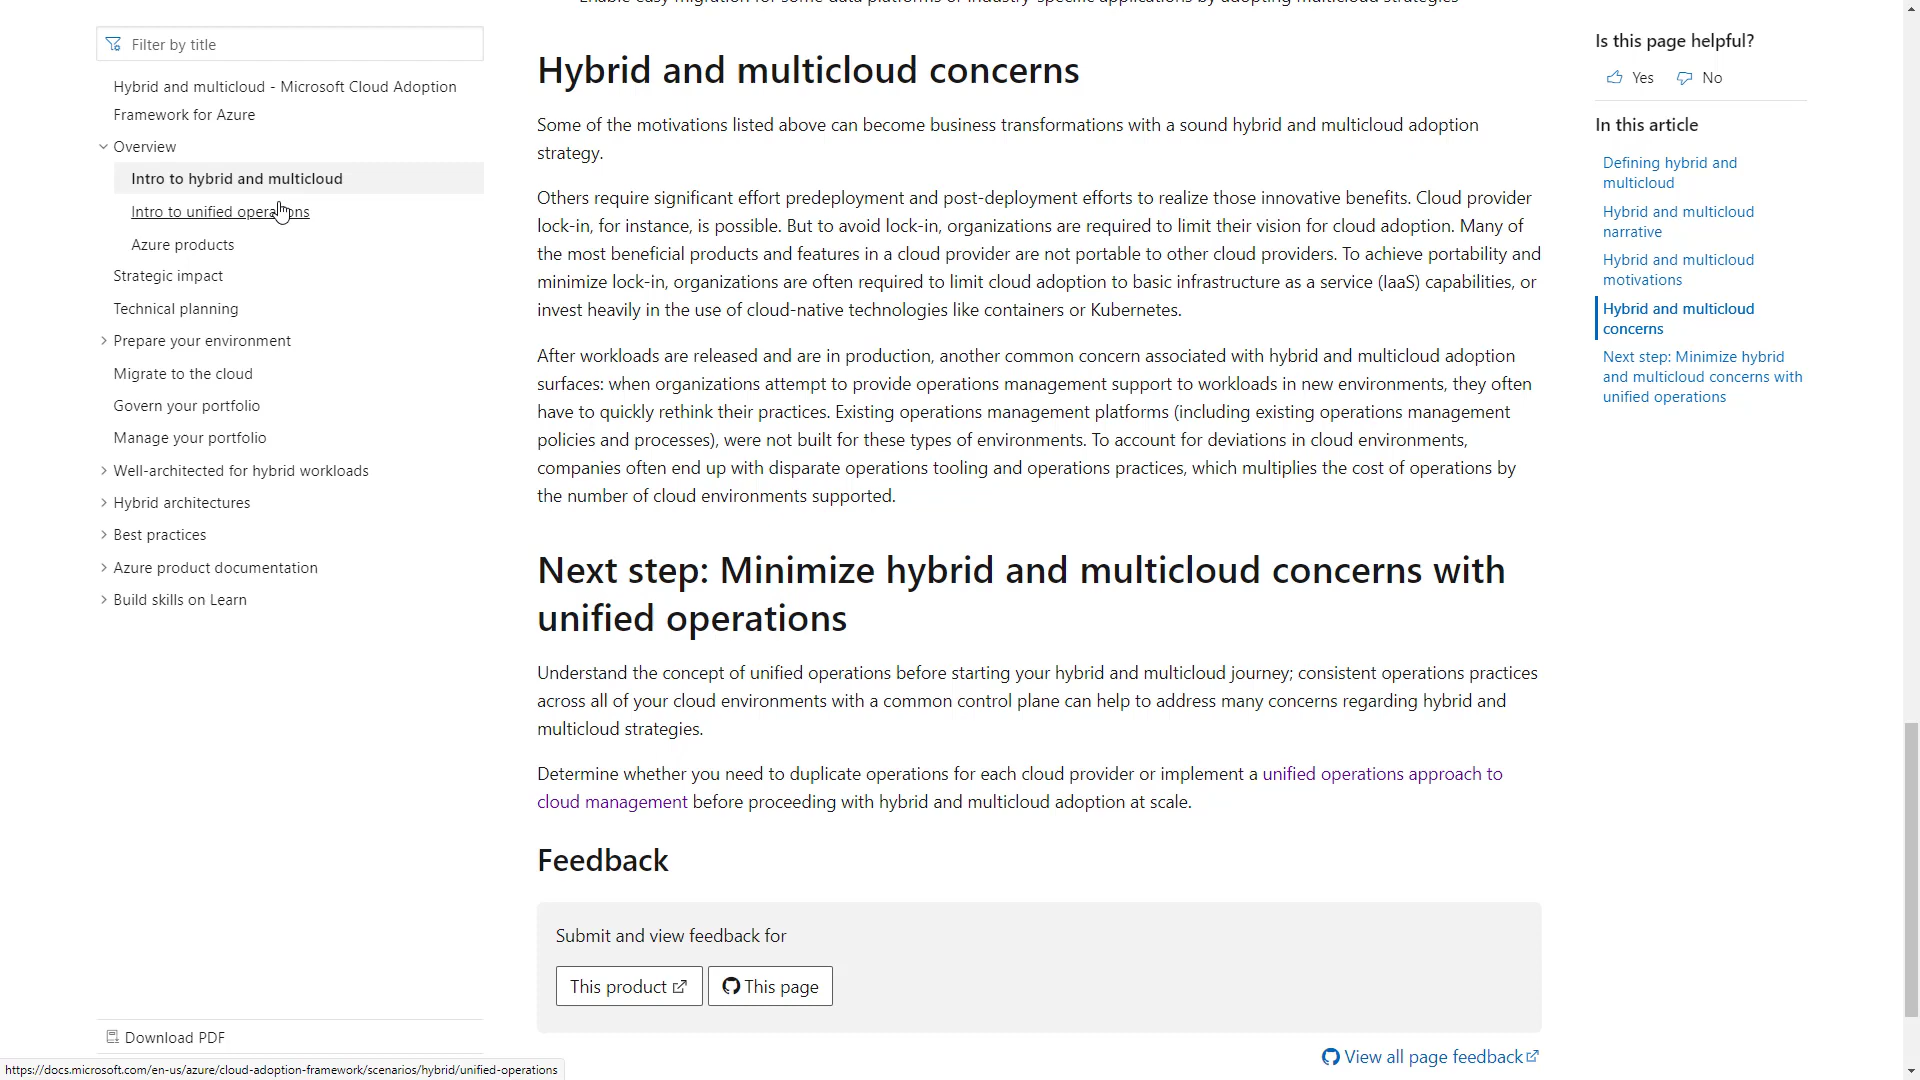 Enable easy migration for some data platforms or industry-specific applications by adopting multicloud strategies
Filter by title
Hybrid and multicloud - Microsoft Cloud Adoption
Framework for Azure
Overview
Intro to hybrid and multicloud
Intro to unified operations
Azure products
Strategic impact
Technical planning
Prepare your environment
Migrate to the cloud
Govern your portfolio
Manage your portfolio
Well-architected for hybrid workloads
Hybrid architectures
Best practices
Azure product documentation
Build skills on Learn
Download PDF
Hybrid and multicloud concerns
Some of the motivations listed above can become business transformations with a sound hybrid and multicloud adoption
strategy.
Others require significant effort predeployment and post-deployment efforts to realize those innovative benefits. Cloud provider
lock-in, for instance, is possible. But to avoid lock-in, organizations are required to limit their vision for cloud adoption. Many of
the most beneficial products and features in a cloud provider are not portable to other cloud providers. To achieve portability and
minimize lock-in, organizations are often required to limit cloud adoption to basic infrastructure as a service (IaaS) capabilities, or
invest heavily in the use of cloud-native technologies like containers or Kubernetes.
After workloads are released and are in production, another common concern associated with hybrid and multicloud adoption
surfaces: when organizations attempt to provide operations management support to workloads in new environments, they often
have to quickly rethink their practices. Existing operations management platforms (including existing operations management
policies and processes), were not built for these types of environments. To account for deviations in cloud environments,
companies often end up with disparate operations tooling and operations practices, which multiplies the cost of operations by
the number of cloud environments supported.
Next step: Minimize hybrid and multicloud concerns with
unified operations
Understand the concept of unified operations before starting your hybrid and multicloud journey; consistent operations practices
across all of your cloud environments with a common control plane can help to address many concerns regarding hybrid and
multicloud strategies.
Determine whether you need to duplicate operations for each cloud provider or implement a unified operations approach to
cloud management before proceeding with hybrid and multicloud adoption at scale.
Feedback
Submit and view feedback for
This product
This page
View all page feedback
Is this page helpful?
Yes
No
In this article
Defining hybrid and
multicloud
Hybrid and multicloud
narrative
Hybrid and multicloud
motivations
Hybrid and multicloud
concerns
Next step: Minimize hybrid
and multicloud concerns with
unified operations
https://docs.microsoft.com/en-us/azure/cloud-adoption-framework/scenarios/hybrid/unified-operations